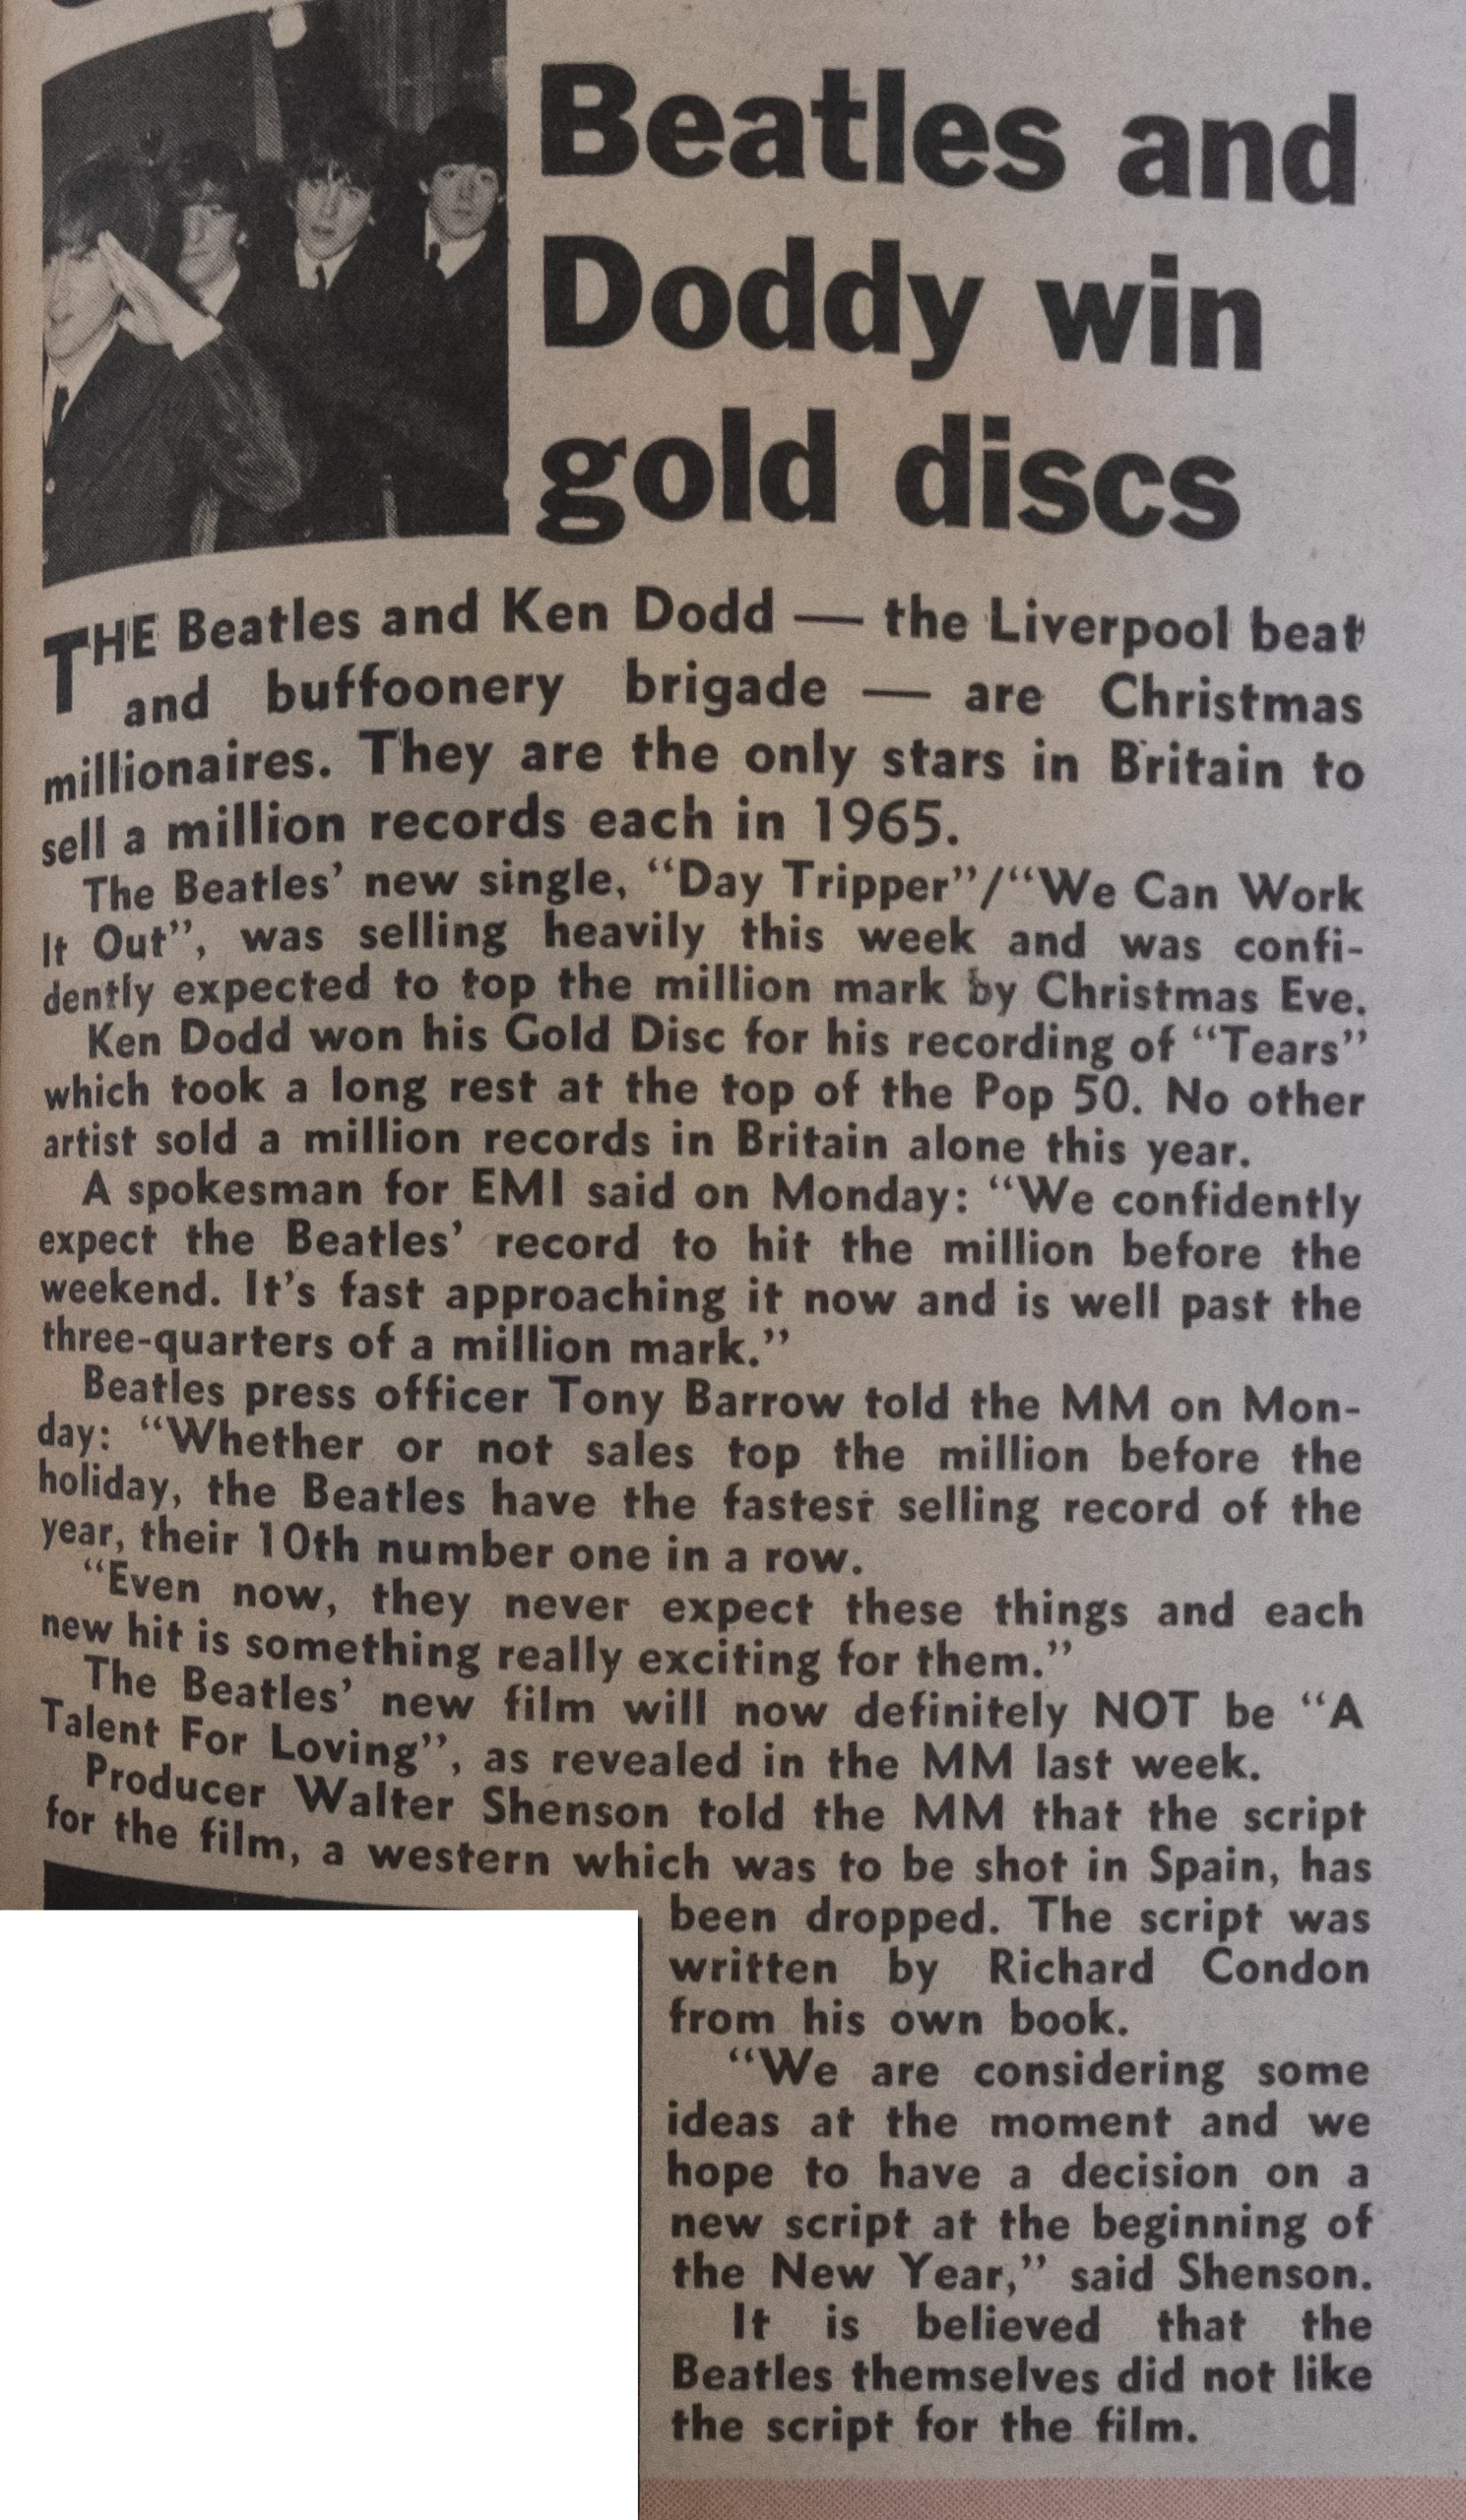 Beatles and
Doddy win
gold discs
THE Beatles and Ken Dodd — the Liverpool beat
and buffoonery brigade — are Christmas
millionaires. They are the only stars in Britain to
sell a million records each in 1965.
The Beatles' new single, “Day Tripper”/“We Can Work
It Out”, was selling heavily this week and was confi-
dently expected to top the million mark by Christmas Eve.
Ken Dodd won his Gold Disc for his recording of “Tears”
which took a long rest at the top of the Pop 50. No other
artist sold a million records in Britain alone this year.
A spokesman for EMI said on Monday: “We confidently
expect the Beatles' record to hit the million before the
weekend. It's fast approaching it now and is well past the
three-quarters of a million mark.”
Beatles press officer Tony Barrow told the MM on Mon-
day: “Whether or not sales top the million before the
holiday, the Beatles have the fastest selling record of the
year, their 10th number one in a row.
“Even now, they never expect these things and each
new hit is something really exciting for them.”
The Beatles' new film will now definitely NOT be “A
Talent For Loving”, as revealed in the MM last week.
Producer Walter Shenson told the MM that the script
for the film, a western which was to be shot in Spain, has
been dropped. The script was
written by Richard Condon
from his own book.
“We are considering some
ideas at the moment and we
hope to have a decision on a
new script at the beginning of
the New Year,” said Shenson.
It is believed that the
Beatles themselves did not like
the script for the film.